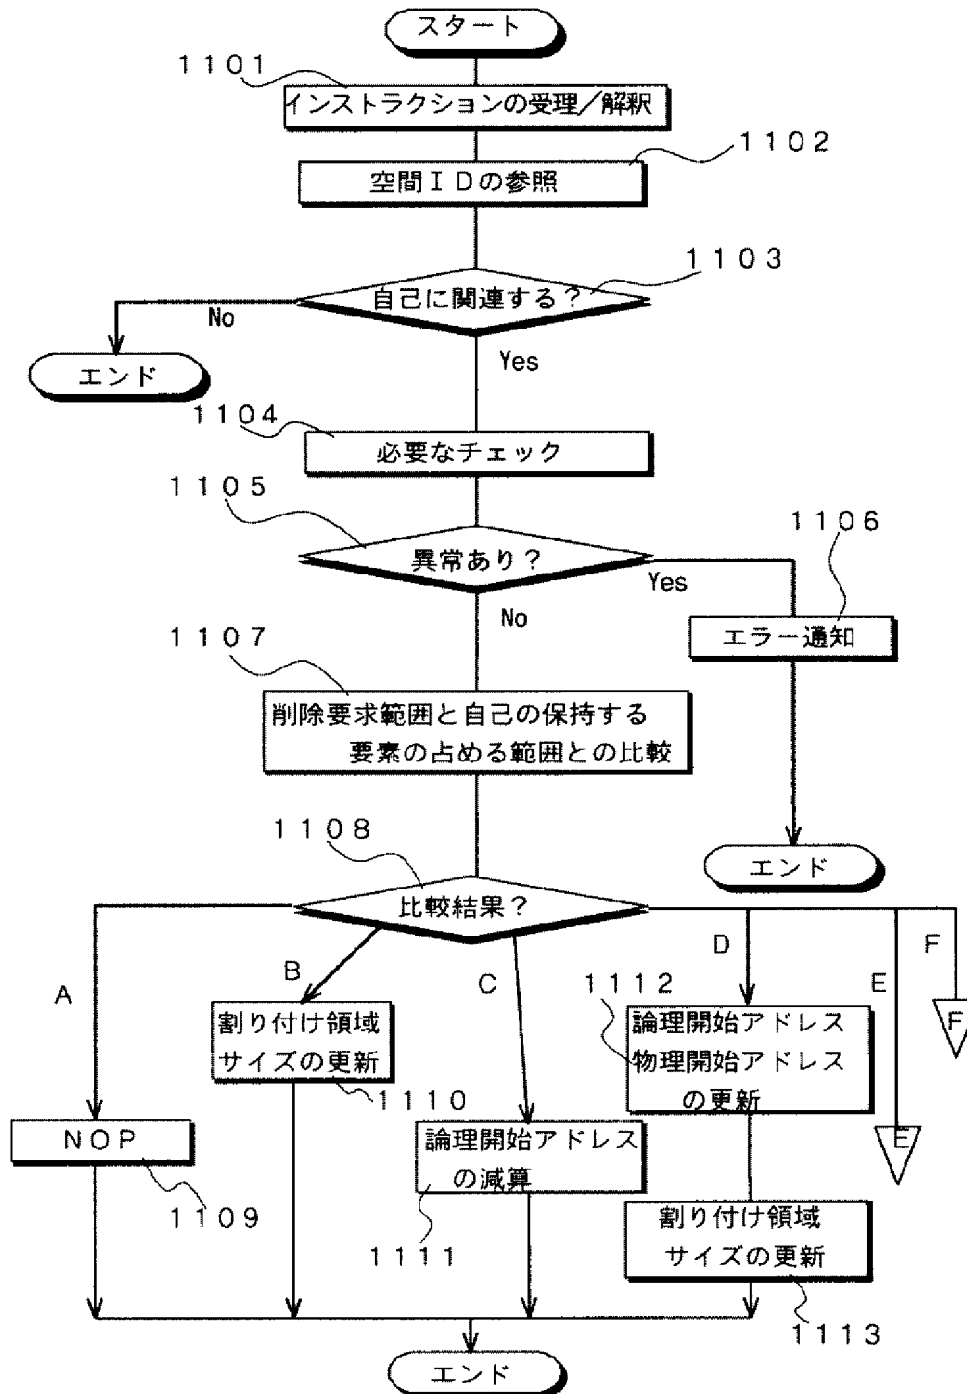 スタート
1101
インストラクションの受理/解釈
1102
空間IDの参照
1103
自己に関連する?
No
Yes
エンド
1104
必要なチェック
1105
異常あり?
Yes
No
1106
エラー通知
1107
削除要求範囲と自己の保持する
要素の占める範囲との比較
エンド
1108
比較結果?
A
B
C
D
E
F
1112
割り付け領域
サイズの更新
1110
論理開始アドレス
物理開始アドレス
の更新
F
E
NOP
1109
論理開始アドレス
の減算
1111
割り付け領域
サイズの更新
1113
エンド